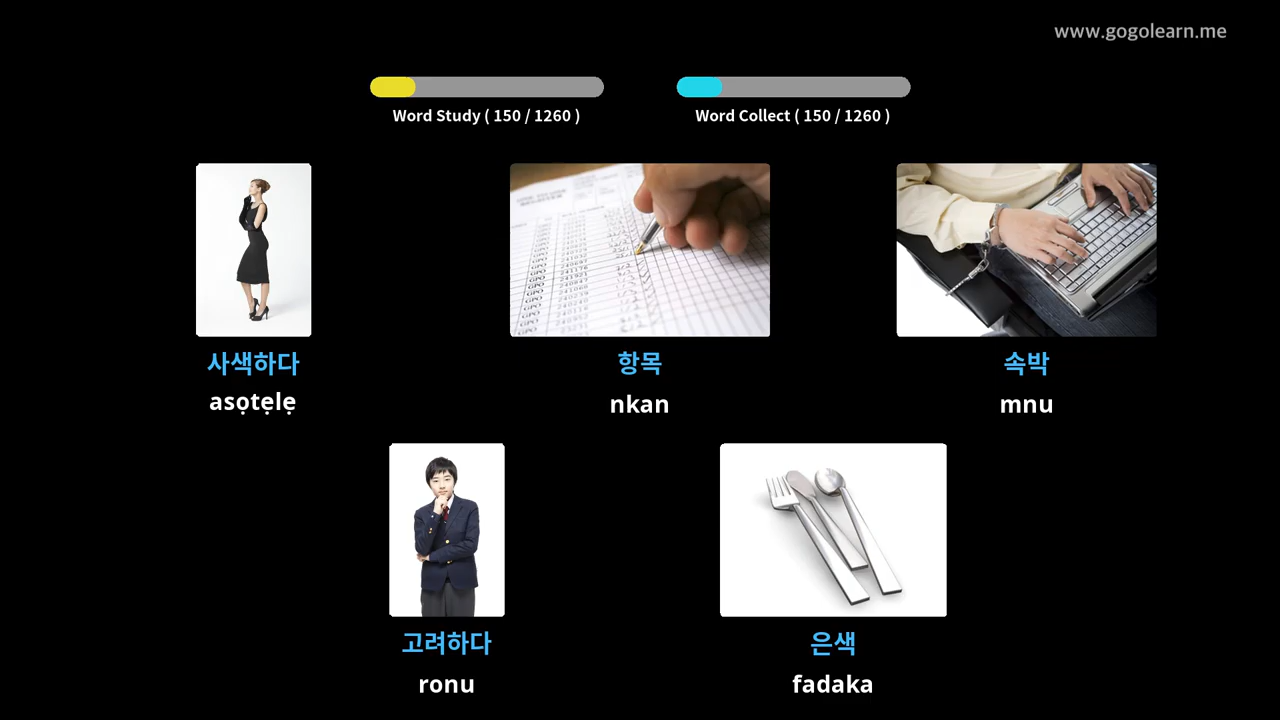 www.gogolearn.me
Word Study ( 150 / 1260 )
Word Collect ( 150 / 1260 )
사색하다
asọtẹlẹ
항목
nkan
속박
mnu
고려하다
ronu
은색
fadaka